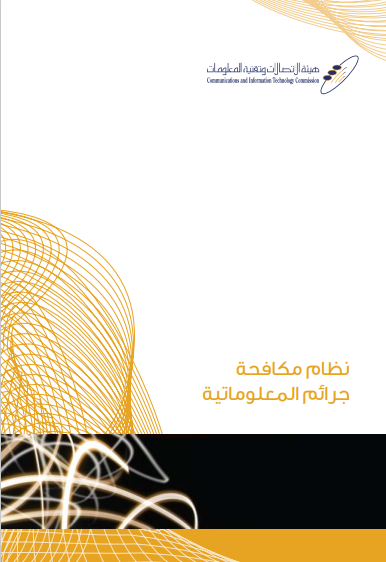 هيئة الاتصالات وتقنية المعلومات
Communications and Information Technology Commission
نظام مكافحة
جرائم المعلوماتية